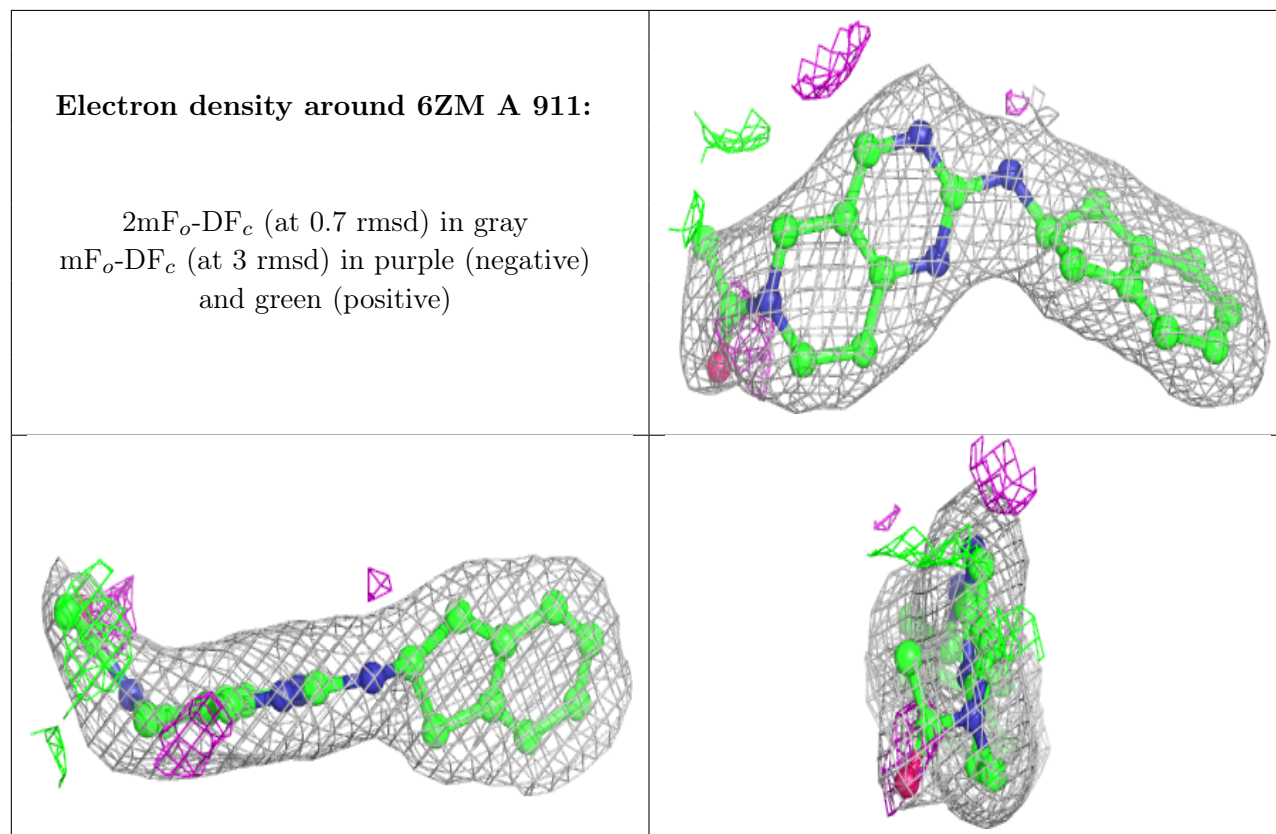 Electron density around 6ZM A 911:
2mFo-DFc (at 0.7 rmsd) in gray
mFo-DFc (at 3 rmsd) in purple (negative)
and green (positive)